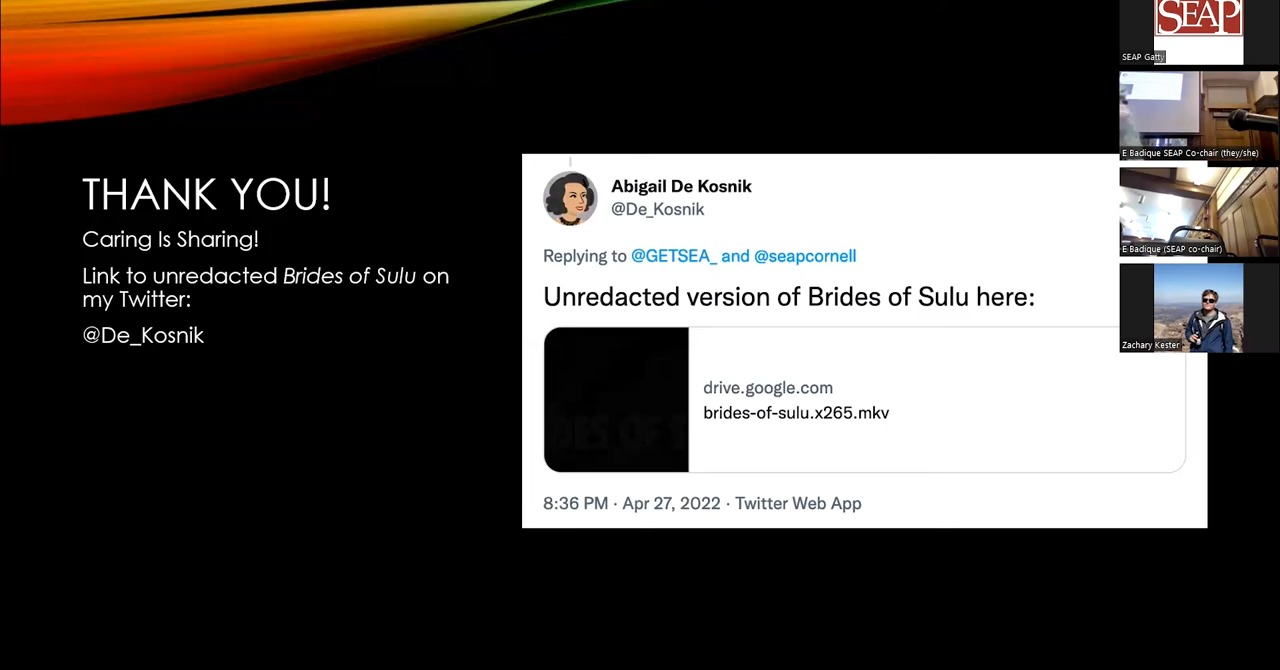 THANK YOU!
Caring Is Sharing!
Link to unredacted Brides of Sulu on
my Twitter:
@De_Kosnik
Abigail De Kosnik
@De_Kosnik
Replying to @GETSEA_ and @seapcornell
Unredacted version of Brides of Sulu here:
drive.google.com
brides-of-sulu.x265.mkv
8:36 PM · Apr 27, 2022 · Twitter Web App
SEAP
SEAP Gatty
E Badique SEAP Co-chair (they/she)
E Badique (SEAP co-chair)
Zachary Kester